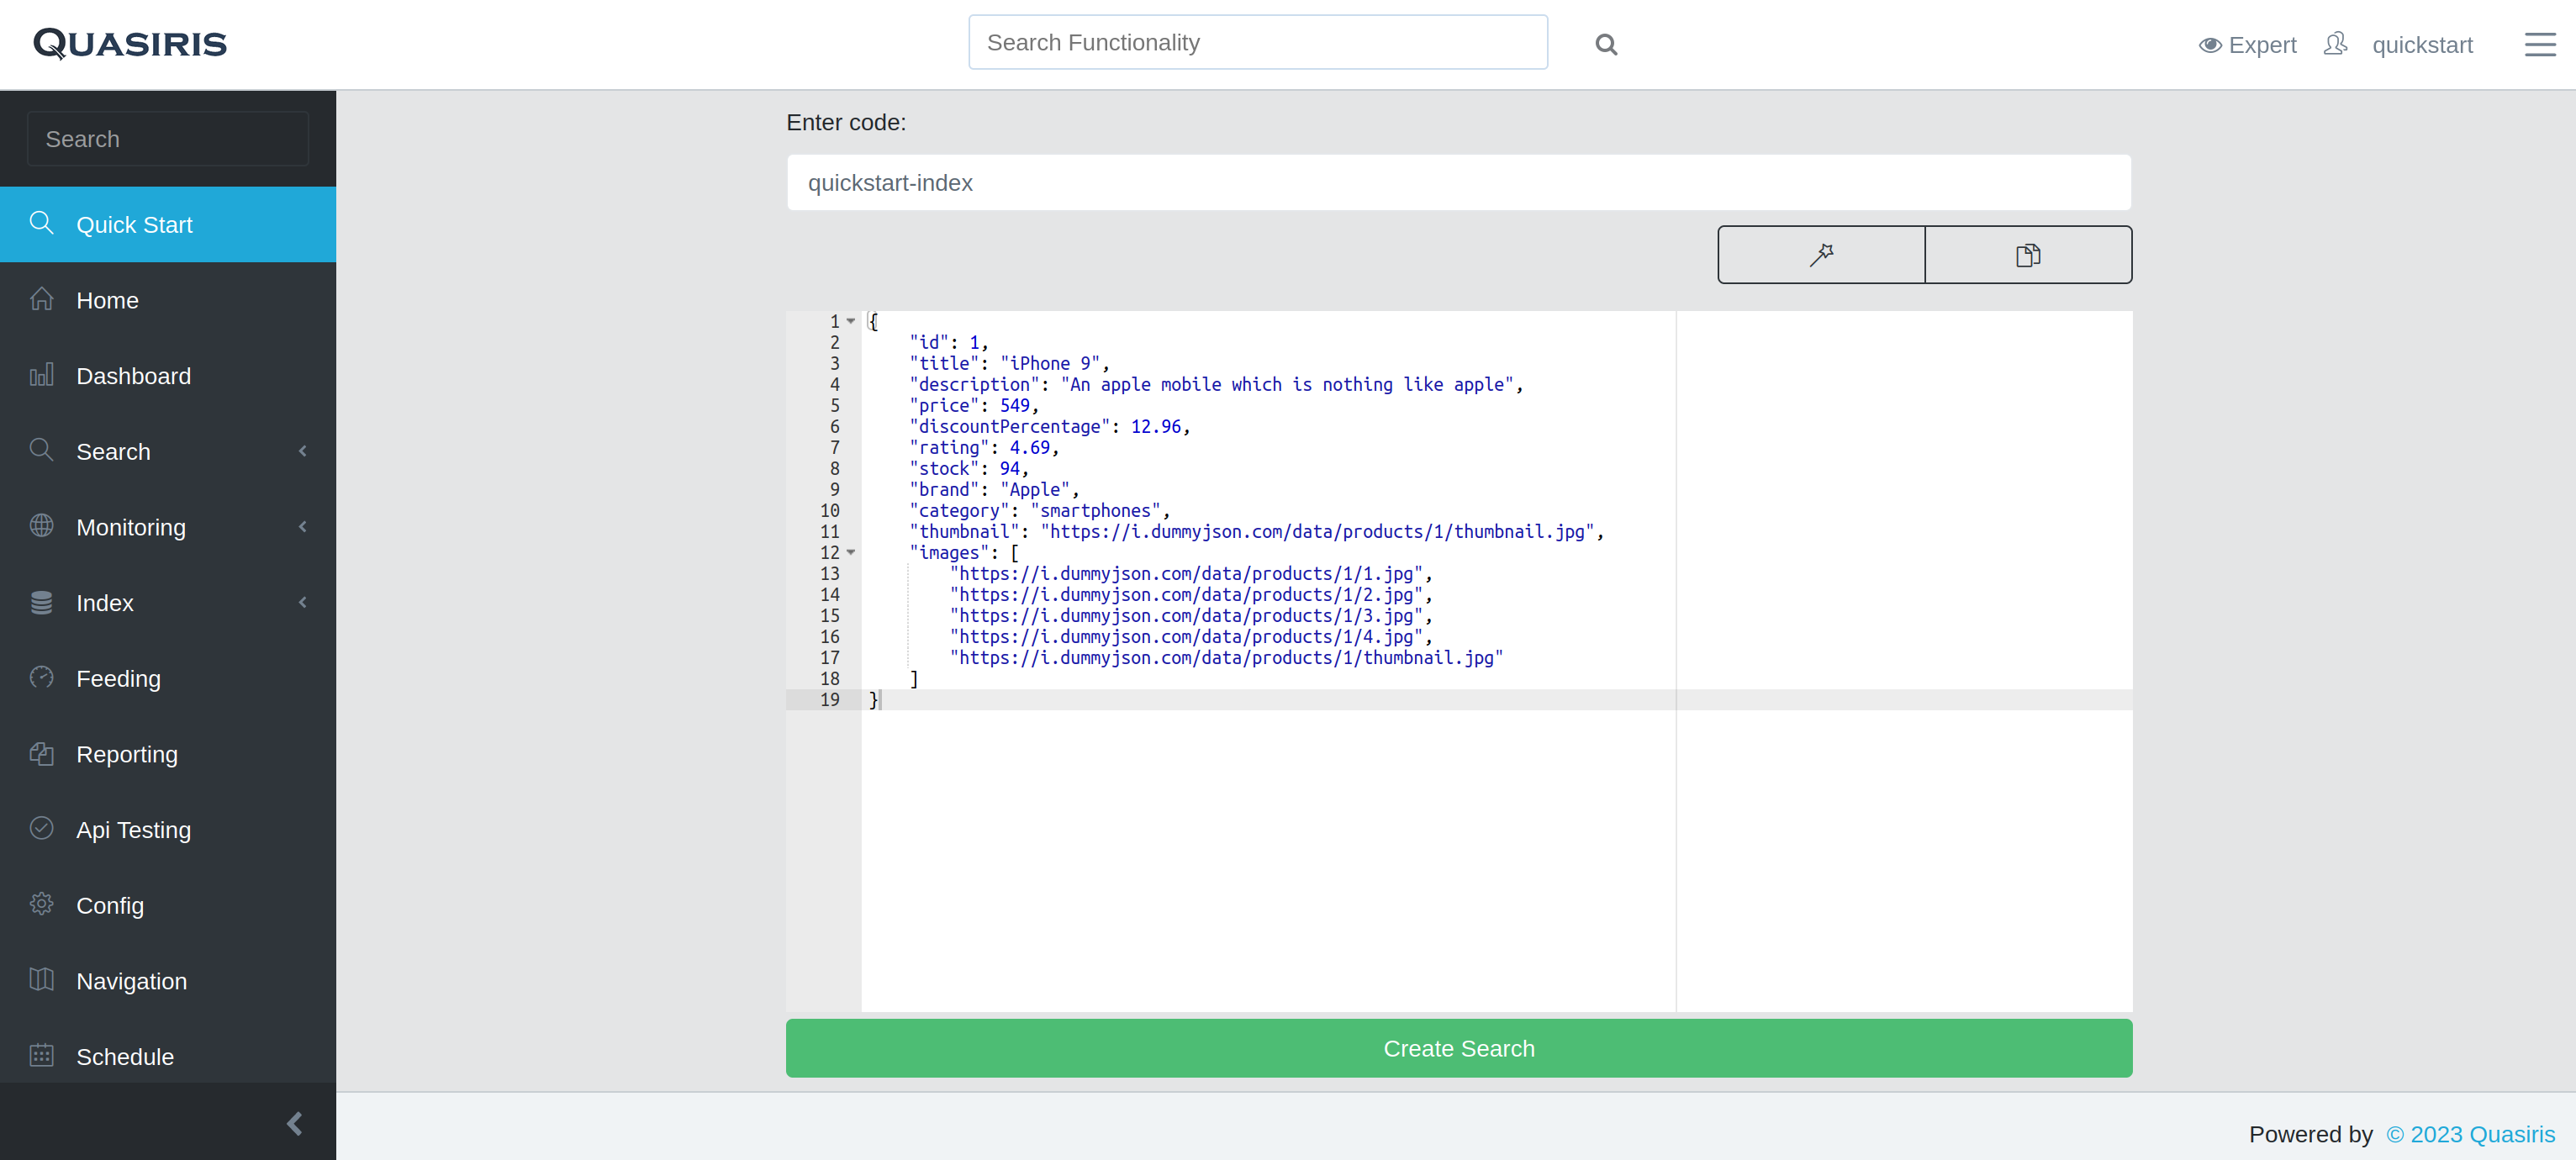 QUASIRIS
Search Functionality
Expert
quickstart
Search
Quick Start
Home
Dashboard
Search
Monitoring
Index
Feeding
Reporting
Api Testing
Config
Navigation
Schedule
Enter code:
quickstart-index
1 {
2 "id": 1,
3 "title": "iPhone 9",
4 "description": "An apple mobile which is nothing like apple",
5 "price": 549,
6 "discountPercentage": 12.96,
7 "rating": 4.69,
8 "stock": 94,
9 "brand": "Apple",
10 "category": "smartphones",
11 "thumbnail": "https://i.dummyjson.com/data/products/1/thumbnail.jpg",
12 "images": [
13 "https://i.dummyjson.com/data/products/1/1.jpg",
14 "https://i.dummyjson.com/data/products/1/2.jpg",
15 "https://i.dummyjson.com/data/products/1/3.jpg",
16 "https://i.dummyjson.com/data/products/1/4.jpg",
17 "https://i.dummyjson.com/data/products/1/thumbnail.jpg"
18 ]
19 }
Create Search
Powered by © 2023 Quasiris